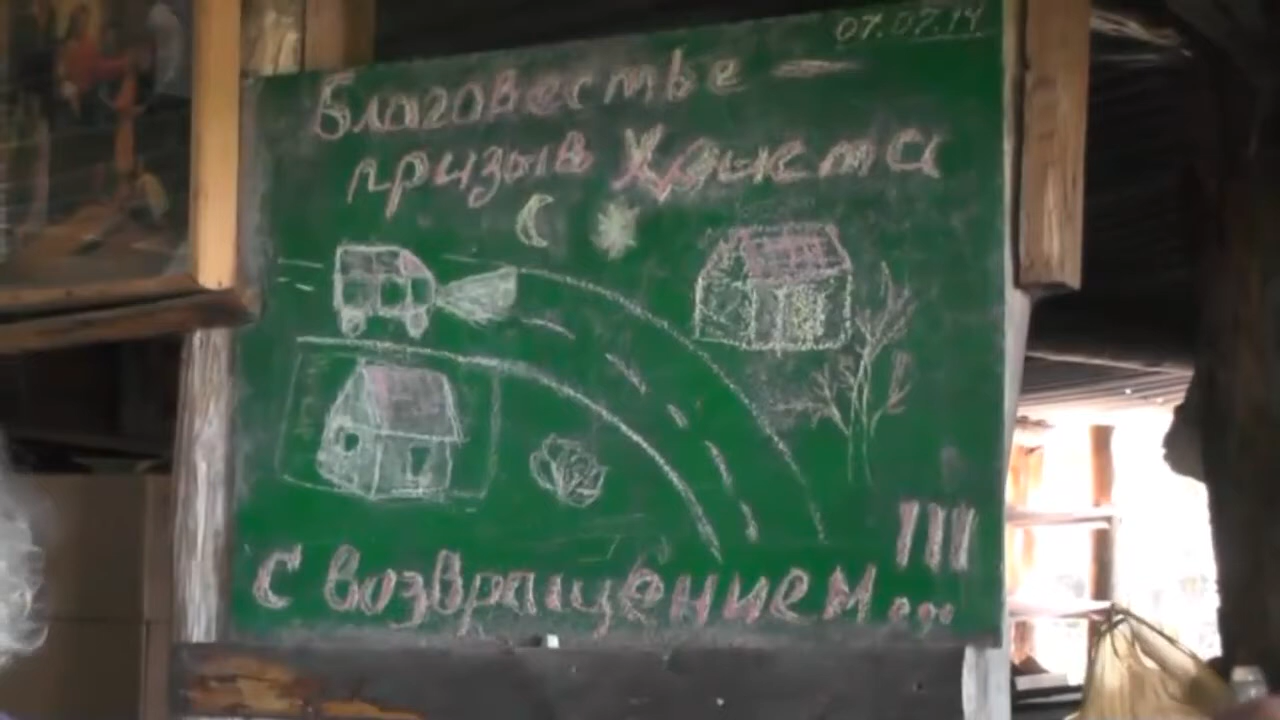 07.07.14
Благовестье —
призыв Христа
С возвращением...!!!